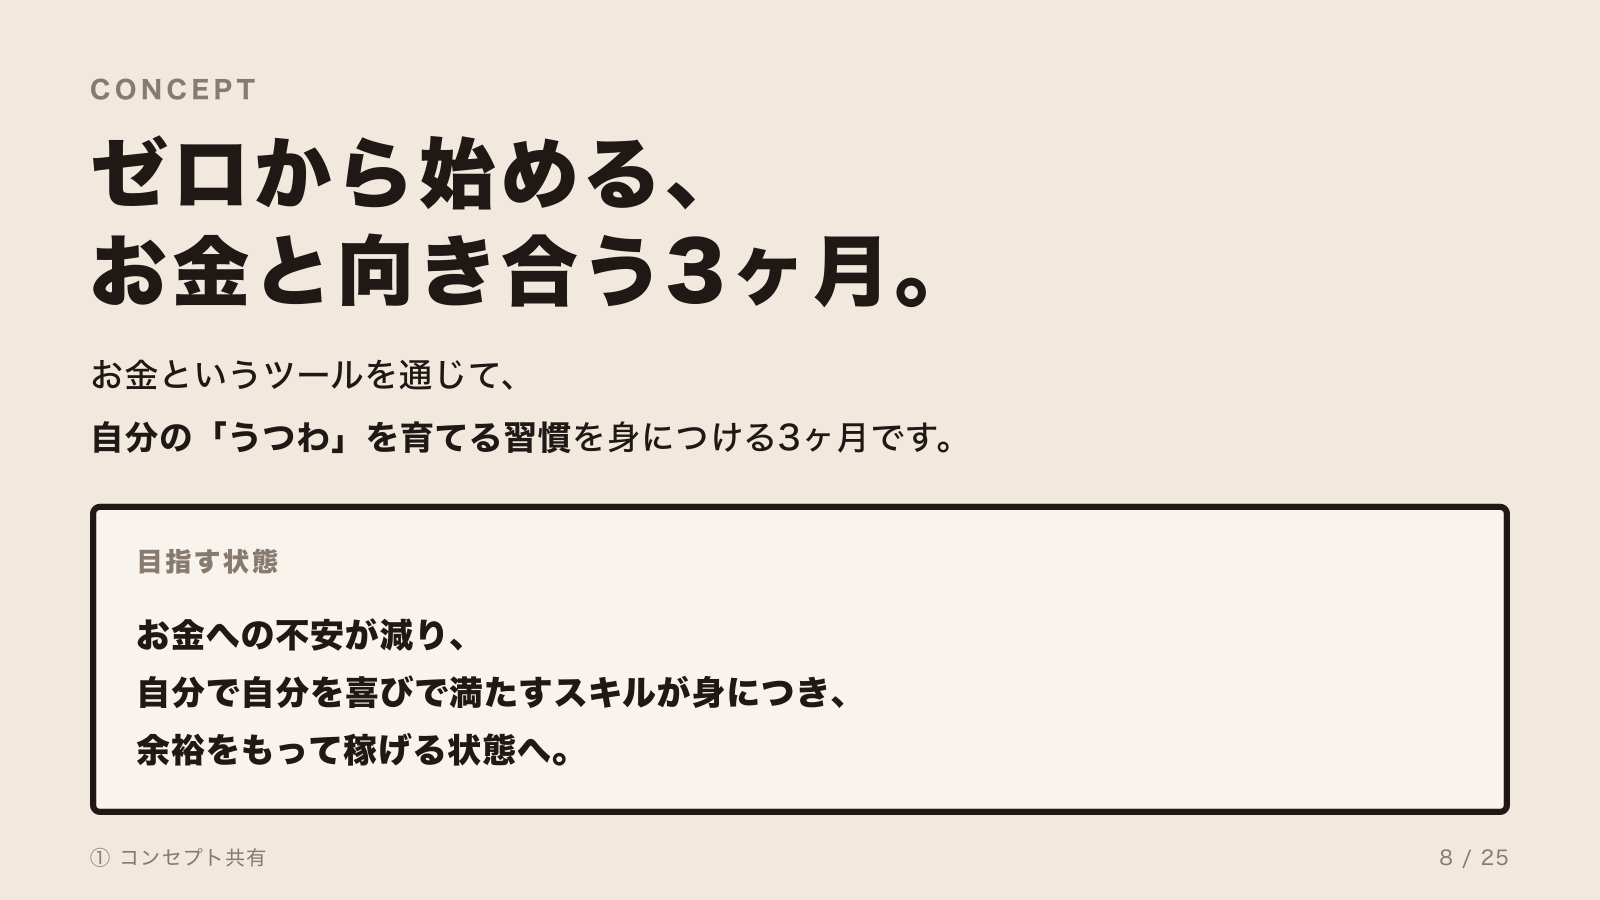 CONCEPT
ゼロから始める、
お金と向き合う3ヶ月。
お金というツールを通じて、
自分の「うつわ」を育てる習慣を身につける3ヶ月です。
目指す状態
お金への不安が減り、
自分で自分を喜びで満たすスキルが身につき、
余裕をもって稼げる状態へ。
① コンセプト共有
8 / 25